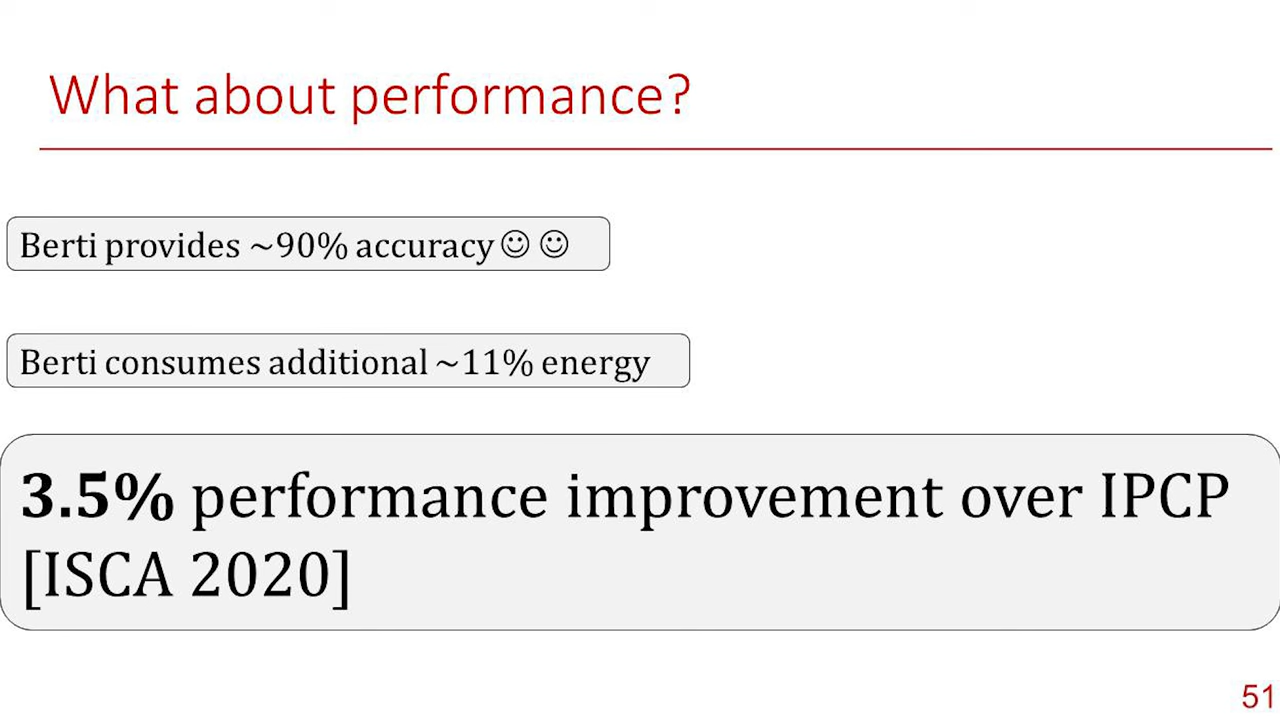 What about performance?
Berti provides ~90% accuracy☺ ☺
Berti consumes additional ~11% energy
3.5% performance improvement over IPCP
[ISCA 2020]
51